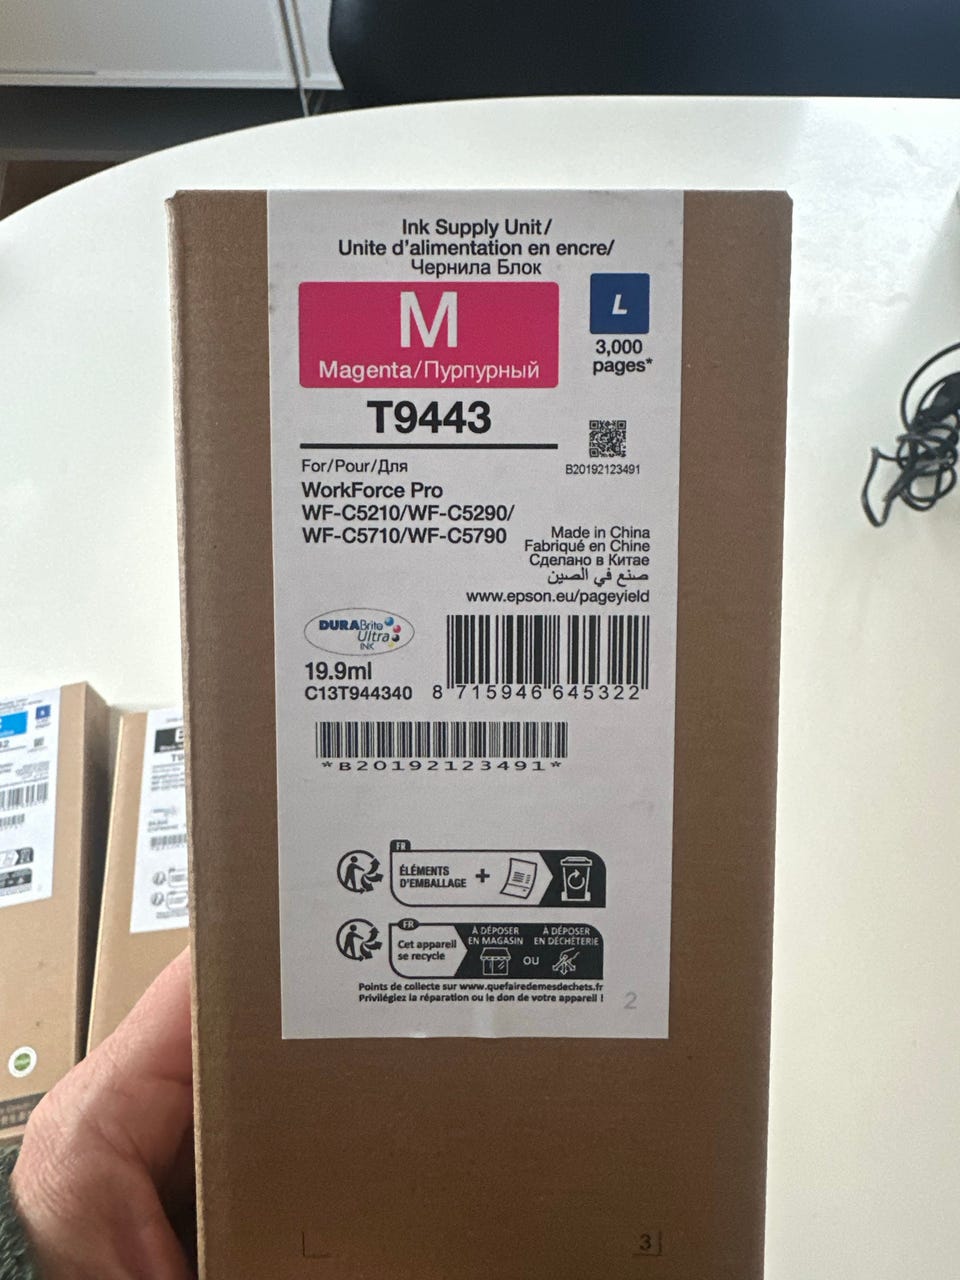 Ink Supply Unit/
Unite d'alimentation en encre/
Чернила Блок
M
Magenta/Пурпурный
L
3,000
pages*
T9443
B20192123491
For/Pour/Для
WorkForce Pro
WF-C5210/WF-C5290/
WF-C5710/WF-C5790
Made in China
Fabriqué en Chine
Сделано в Китае
صنع في الصين
www.epson.eu/pageyield
DURABrite
Ultra
INK
19.9ml
C13T944340
8 715946 645322
*B20192123491*
FR
ÉLÉMENTS
D'EMBALLAGE
+
FR
Cet appareil
se recycle
À DÉPOSER
EN MAGASIN
OU
À DÉPOSER
EN DÉCHÈTERIE
Points de collecte sur www.quefairedemesdechets.fr
Privilégiez la réparation ou le don de votre appareil !
2
3